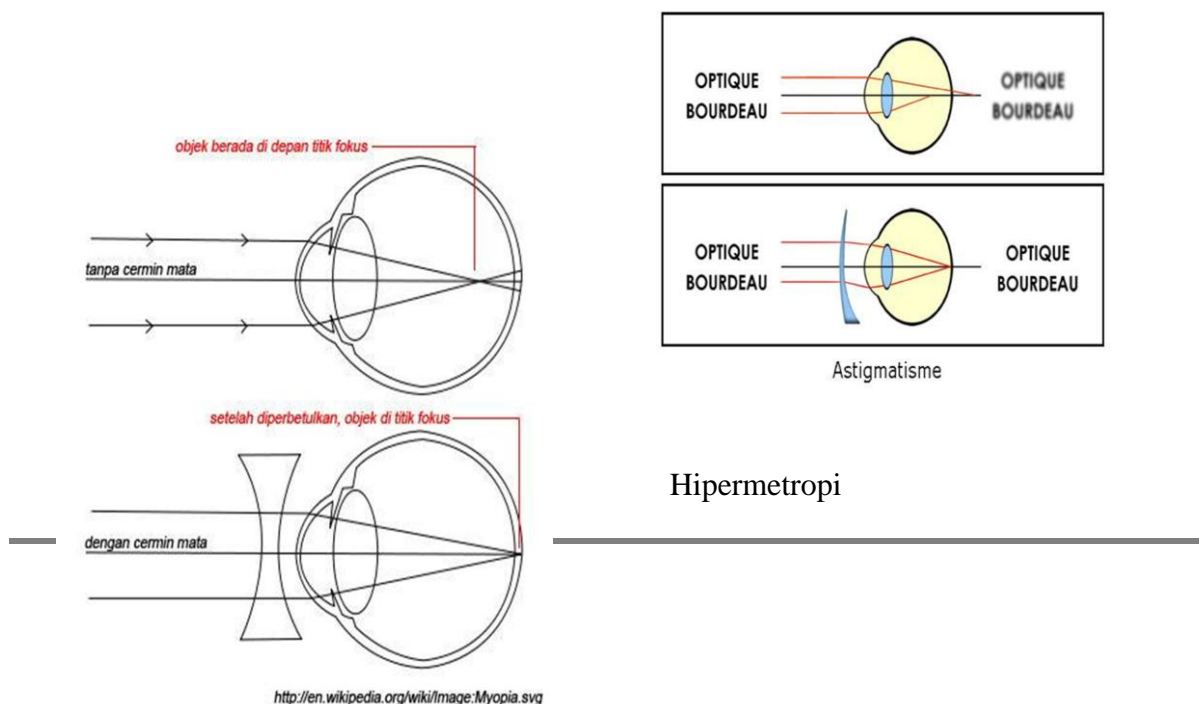 objek berada di depan titik fokus
tanpa cermin mata
setelah diperbetulkan, objek di titik fokus
dengan cermin mata
http://en.wikipedia.org/wiki/Image:Myopia.svg
OPTIQUE
BOURDEAU
OPTIQUE
BOURDEAU
OPTIQUE
BOURDEAU
OPTIQUE
BOURDEAU
Astigmatisme
Hipermetropi